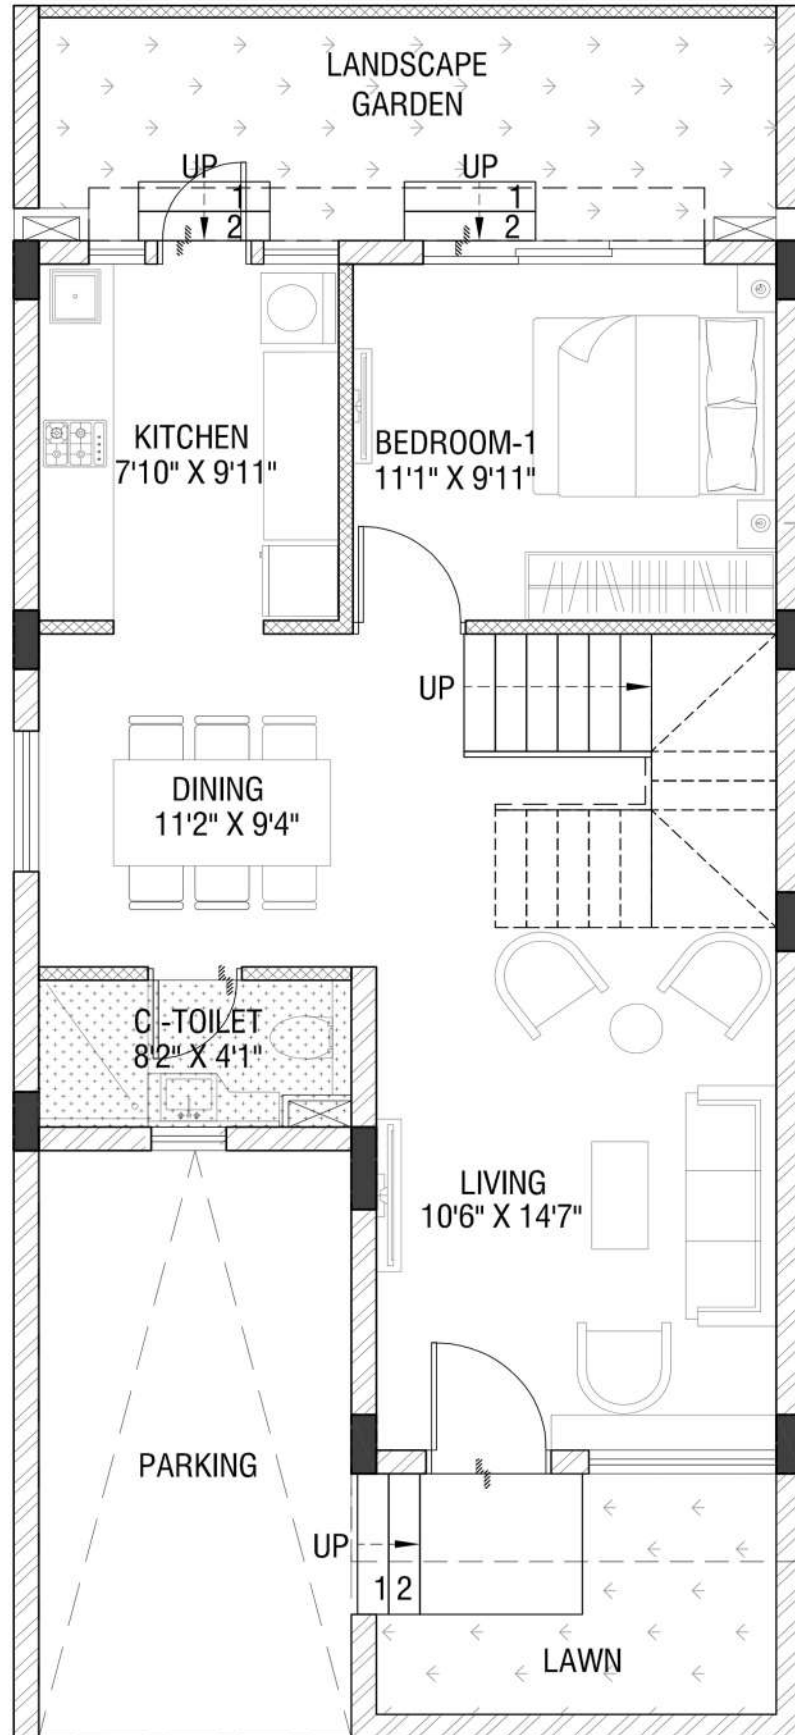 LANDSCAPE
GARDEN
UP
UP
1
2
1
2
KITCHEN
7'10" X 9'11"
BEDROOM-1
11'1" X 9'11"
UP
DINING
11'2" X 9'4"
C -TOILET
8'2" X 4'1"
LIVING
10'6" X 14'7"
PARKING
UP
1 2
LAWN